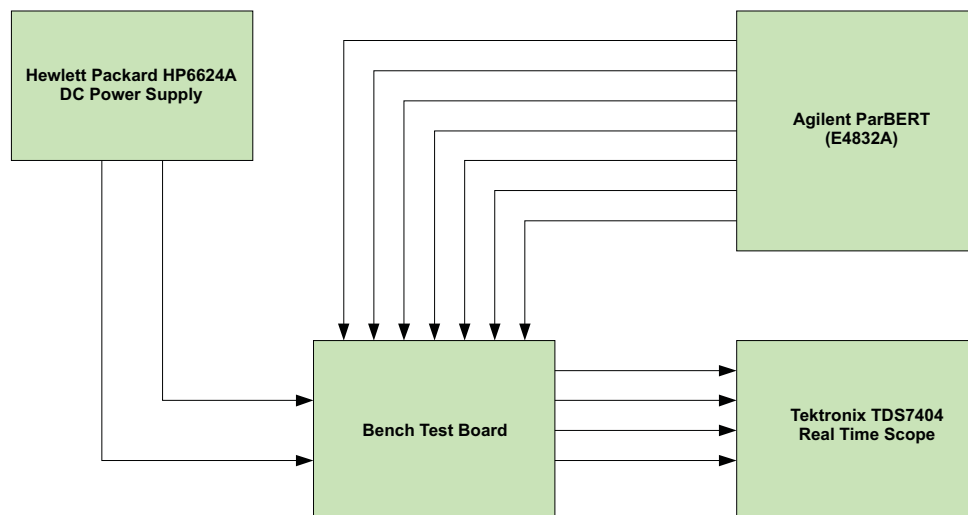 Hewlett Packard HP6624A
DC Power Supply
Agilent ParBERT
(E4832A)
Bench Test Board
Tektronix TDS7404
Real Time Scope